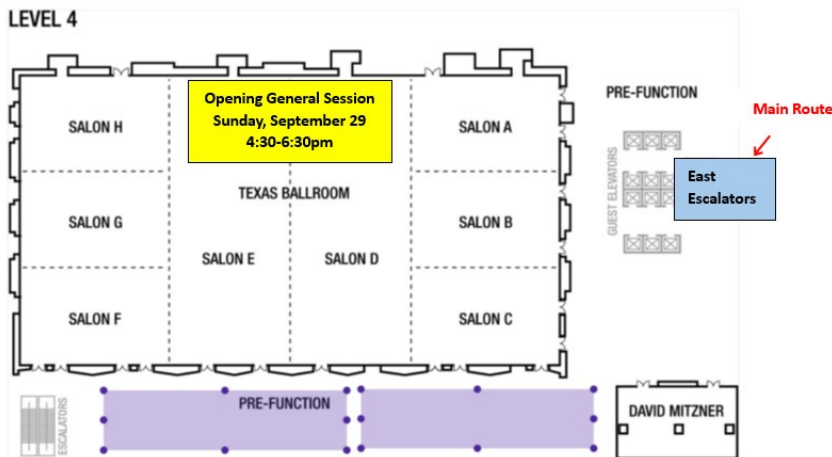 LEVEL 4
Opening General Session
Sunday, September 29
4:30-6:30pm
PRE-FUNCTION
Main Route
SALON H
SALON A
GUEST ELEVATORS
East
Escalators
TEXAS BALLROOM
SALON G
SALON B
SALON E
SALON D
SALON F
SALON C
ESCALATORS
PRE-FUNCTION
DAVID MITZNER